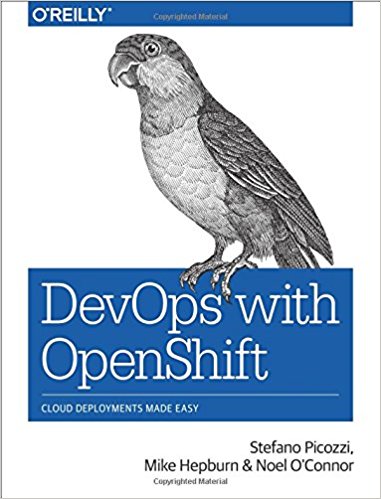 O'REILLY®
DevOps with
OpenShift
CLOUD DEPLOYMENTS MADE EASY
Stefano Picozzi,
Mike Hepburn & Noel O'Connor